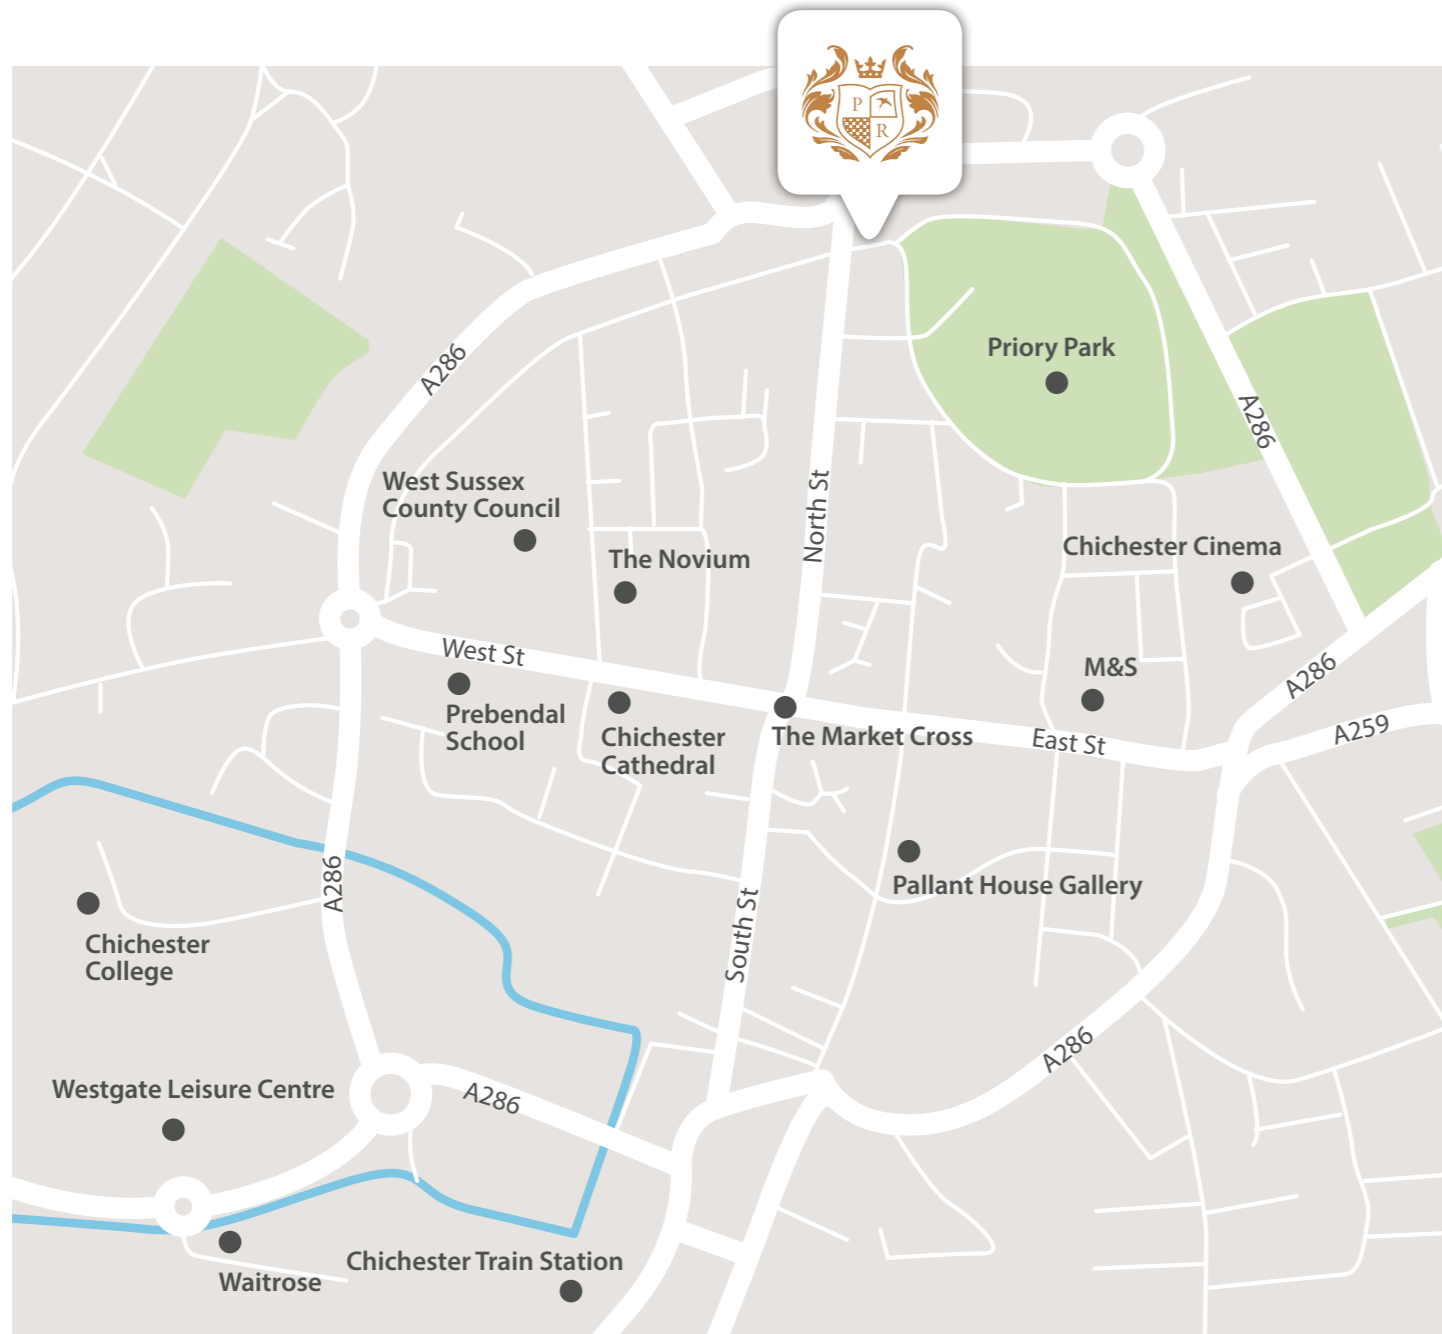 P
R
Priory Park
A286
A286
West Sussex
County Council
North St
The Novium
Chichester Cinema
West St
M&S
A286
Prebendal
School
Chichester
Cathedral
The Market Cross
East St
A259
A286
Pallant House Gallery
South St
Chichester
College
A286
Westgate Leisure Centre
A286
Chichester Train Station
Waitrose